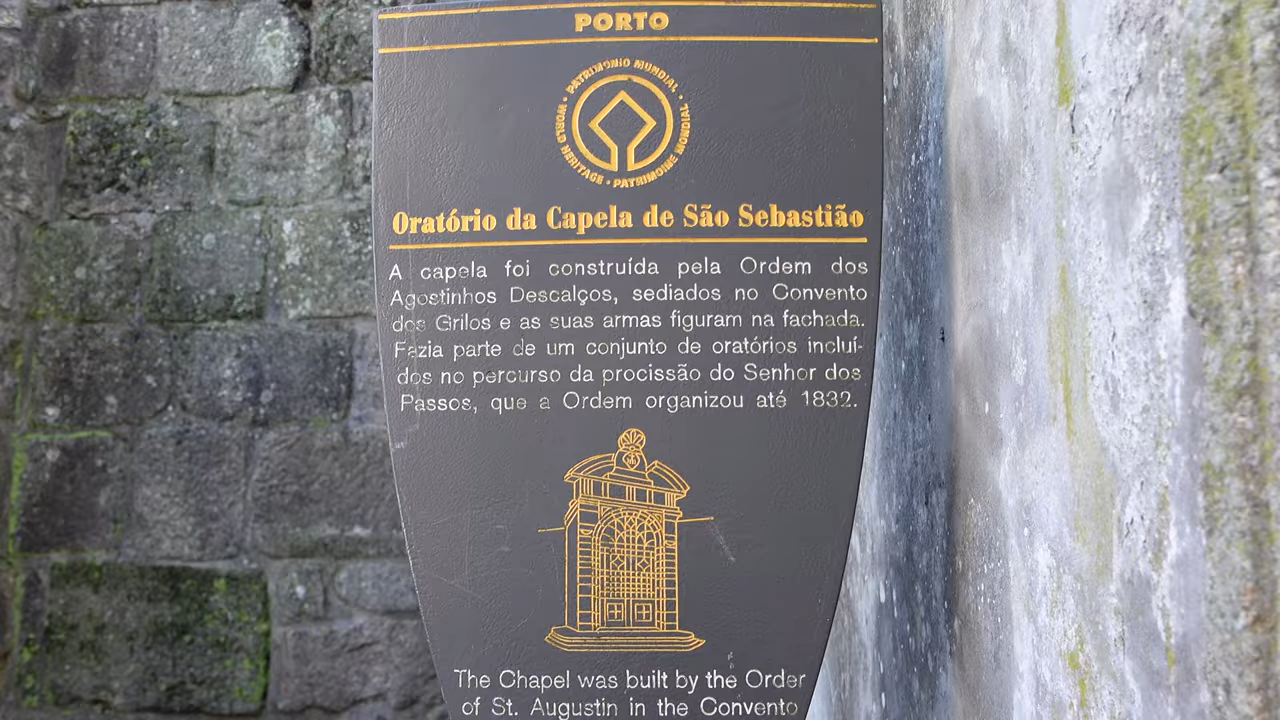 PORTO
PATRIMONIO MUNDIAL · WORLD HERITAGE · PATRIMOINE MONDIAL ·
Oratório da Capela de São Sebastião
A capela foi construída pela Ordem dos
Agostinhos Descalços, sediados no Convento
dos Grilos e as suas armas figuram na fachada.
Fazia parte de um conjunto de oratórios incluí-
dos no percurso da procissão do Senhor dos
Passos, que a Ordem organizou até 1832.
The Chapel was built by the Order
of St. Augustin in the Convento